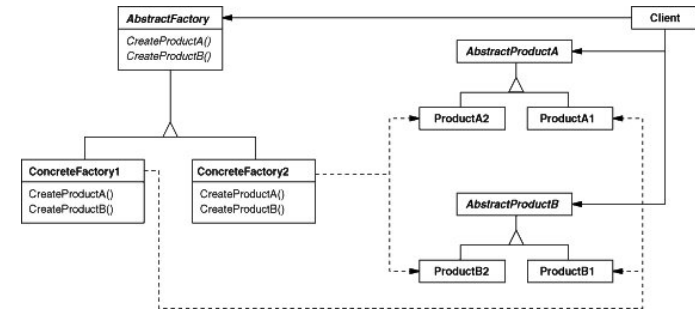 AbstractFactory
CreateProductA()
CreateProductB()
Client
AbstractProductA
ProductA2
ProductA1
ConcreteFactory1
CreateProductA()
CreateProductB()
ConcreteFactory2
CreateProductA()
CreateProductB()
AbstractProductB
ProductB2
ProductB1